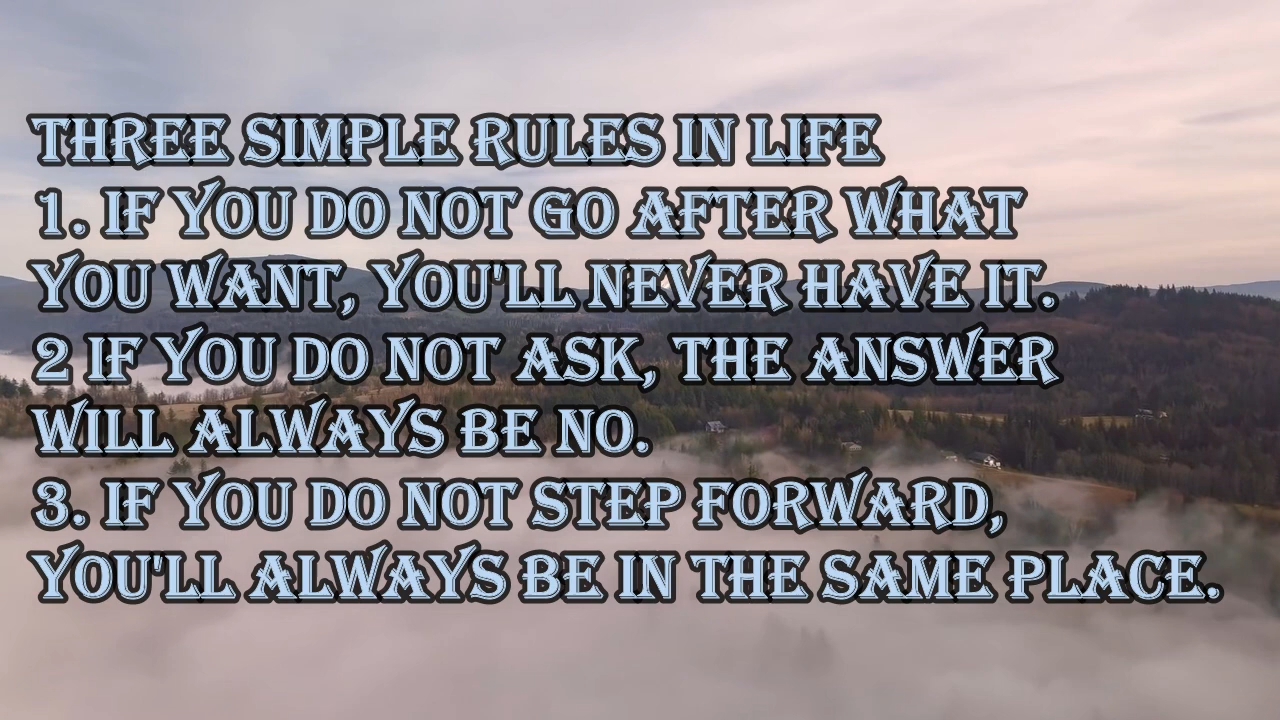 THREE SIMPLE RULES IN LIFE
1. IF YOU DO NOT GO AFTER WHAT
YOU WANT, YOU'LL NEVER HAVE IT.
2 IF YOU DO NOT ASK, THE ANSWER
WILL ALWAYS BE NO.
3. IF YOU DO NOT STEP FORWARD,
YOU'LL ALWAYS BE IN THE SAME PLACE.